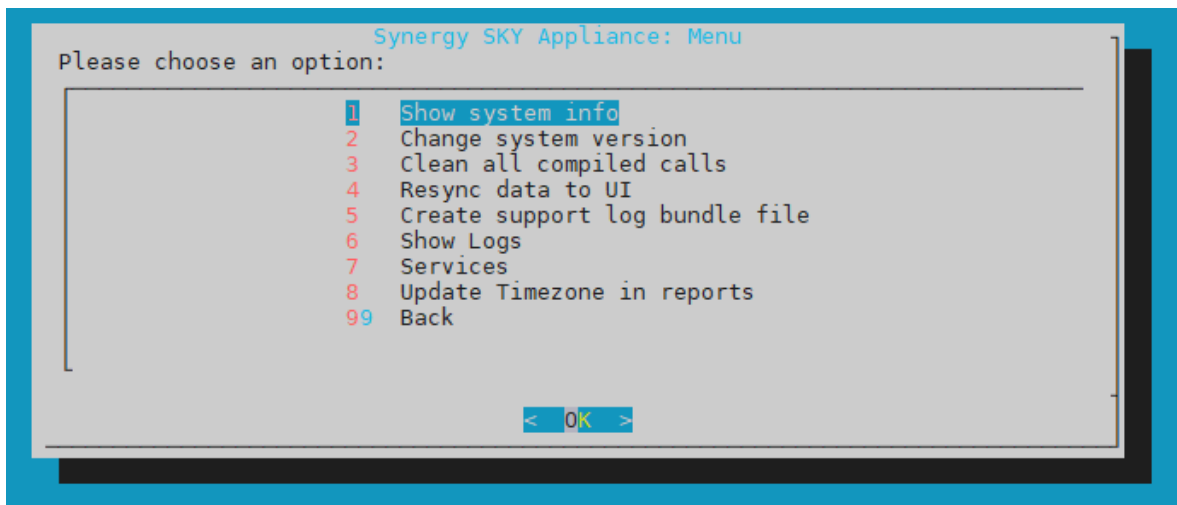 Synergy SKY Appliance: Menu
Please choose an option:
1 Show system info
2 Change system version
3 Clean all compiled calls
4 Resync data to UI
5 Create support log bundle file
6 Show Logs
7 Services
8 Update Timezone in reports
99 Back
< OK >